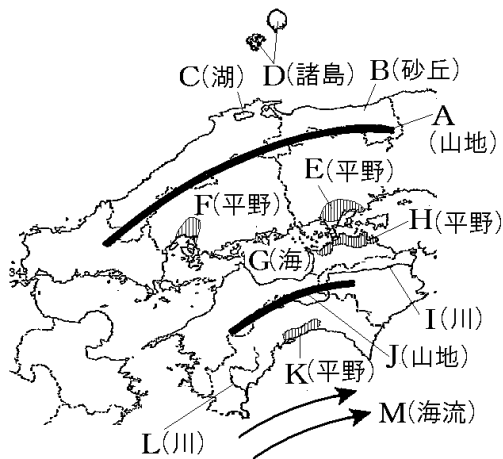 C(湖)
D(諸島)
B(砂丘)
A
(山地)
E(平野)
F(平野)
H(平野)
G(海)
I(川)
J(山地)
K(平野)
M(海流)
L(川)